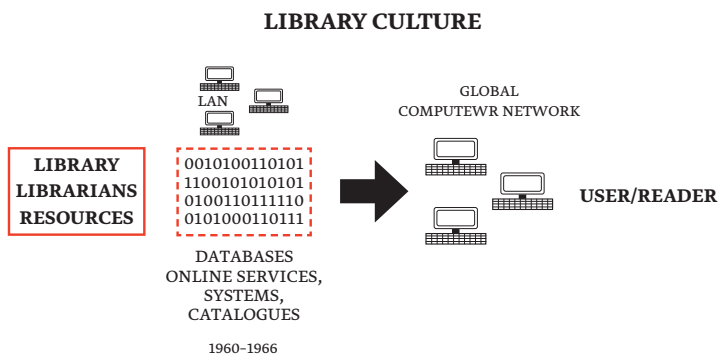 LIBRARY CULTURE
LAN
GLOBAL
COMPUTEWR NETWORK
LIBRARY
LIBRARIANS
RESOURCES
0010100110101
1100101010101
0100110111110
0101000110111
USER/READER
DATABASES
ONLINE SERVICES,
SYSTEMS,
CATALOGUES
1960–1966